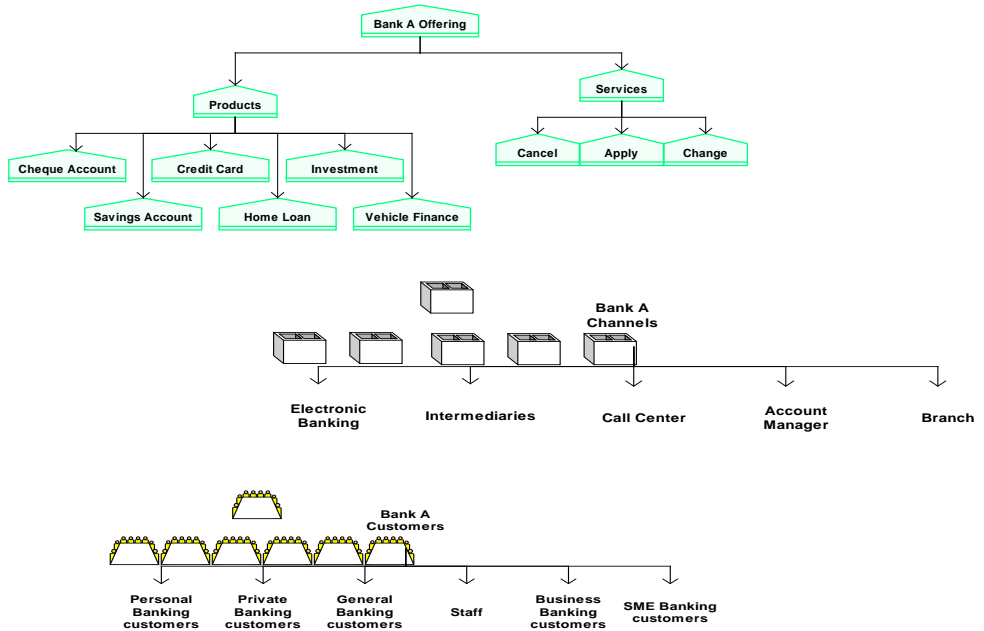 Bank A Offering
Products
Services
Cheque Account
Credit Card
Investment
Cancel
Apply
Change
Savings Account
Home Loan
Vehicle Finance
Bank A
Channels
Electronic
Banking
Intermediaries
Call Center
Account
Manager
Branch
Bank A
Customers
Personal
Banking
customers
Private
Banking
customers
General
Banking
customers
Staff
Business
Banking
customers
SME Banking
customers